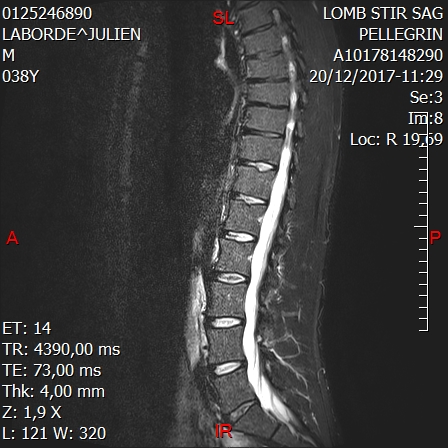 0125246890
LABORDE^JULIEN
M
038Y
SL
LOMB STIR SAG
PELLEGRIN
A10178148290
20/12/2017-11:29
Se:3
Im:8
Loc: R 19,69
A
P
ET: 14
TR: 4390,00 ms
TE: 73,00 ms
Thk: 4,00 mm
Z: 1,9 X
L: 121 W: 320
IR